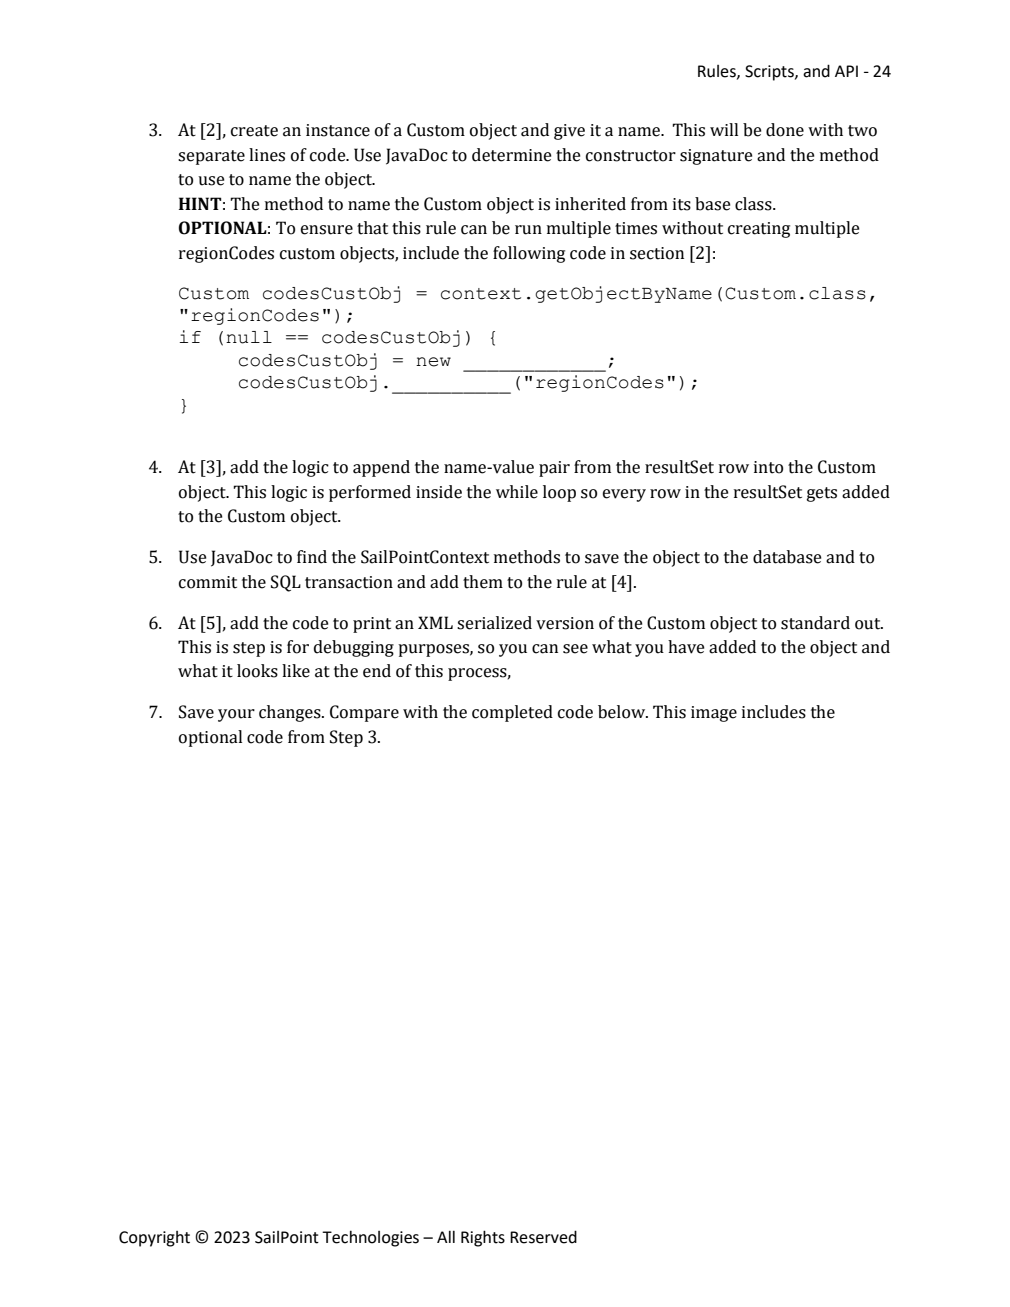 Rules, Scripts, and API - 24
3. At [2], create an instance of a Custom object and give it a name.  This will be done with two
separate lines of code. Use JavaDoc to determine the constructor signature and the method
to use to name the object.
HINT: The method to name the Custom object is inherited from its base class.
OPTIONAL: To ensure that this rule can be run multiple times without creating multiple
regionCodes custom objects, include the following code in section [2]:
Custom codesCustObj = context.getObjectByName(Custom.class,
"regionCodes");
if (null == codesCustObj) {
codesCustObj = new ____________;
codesCustObj.__________("regionCodes");
}
4. At [3], add the logic to append the name-value pair from the resultSet row into the Custom
object. This logic is performed inside the while loop so every row in the resultSet gets added
to the Custom object.
5. Use JavaDoc to find the SailPointContext methods to save the object to the database and to
commit the SQL transaction and add them to the rule at [4].
6. At [5], add the code to print an XML serialized version of the Custom object to standard out.
This is step is for debugging purposes, so you can see what you have added to the object and
what it looks like at the end of this process,
7. Save your changes. Compare with the completed code below. This image includes the
optional code from Step 3.
Copyright © 2023 SailPoint Technologies – All Rights Reserved